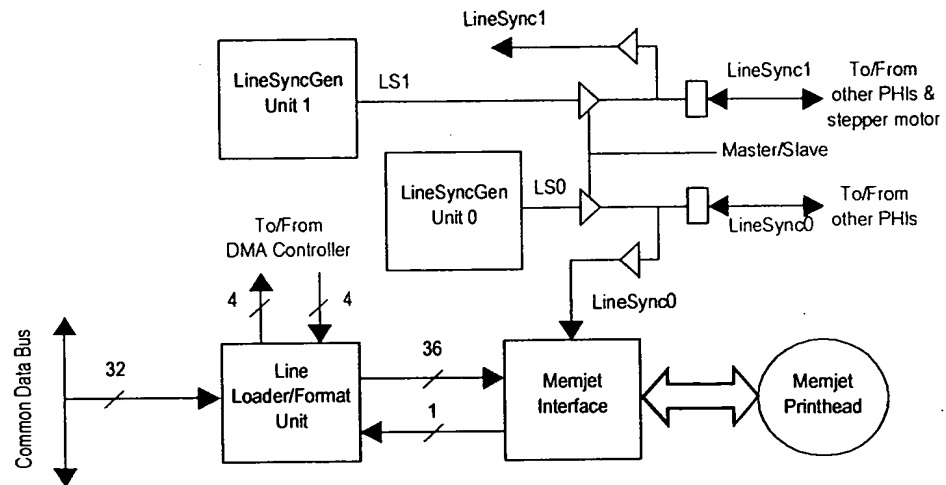 LineSync1
LineSyncGen
Unit 1
LS1
LineSync1
To/From
other PHIs &
stepper motor
Master/Slave
LineSyncGen
Unit 0
LS0
To/From
other PHIs
LineSync0
To/From
DMA Controller
4
4
LineSync0
Common Data Bus
32
Line
Loader/Format
Unit
36
1
Memjet
Interface
Memjet
Printhead